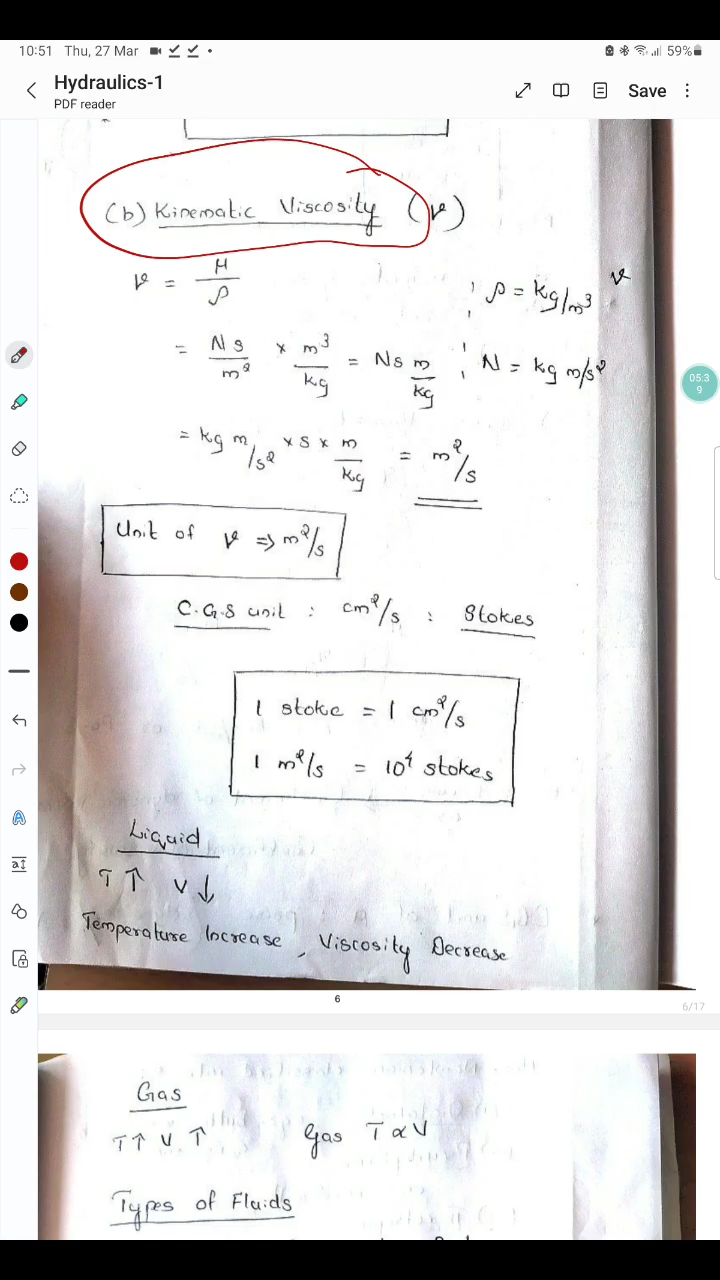 10:51 Thu, 27 Mar
59%
Hydraulics-1
PDF reader
Save
(b) Kinematic Viscosity (ν)
ν = μ/ρ ; ρ = kg/m³ ν
= Ns/m² × m³/kg = Ns m/kg ; N = kg m/s²
= kg m/s² × s × m/kg = m²/s
05:39
Unit of ν ⇒ m²/s
C.G.S unit : cm²/s : Stokes
1 stoke = 1 cm²/s
1 m²/s = 10⁴ stokes
Liquid
T ↑ V ↓
Temperature Increase, Viscosity Decrease
6
6/17
Gas
T↑ V ↑ Gas T ∝ V
Types of Fluids